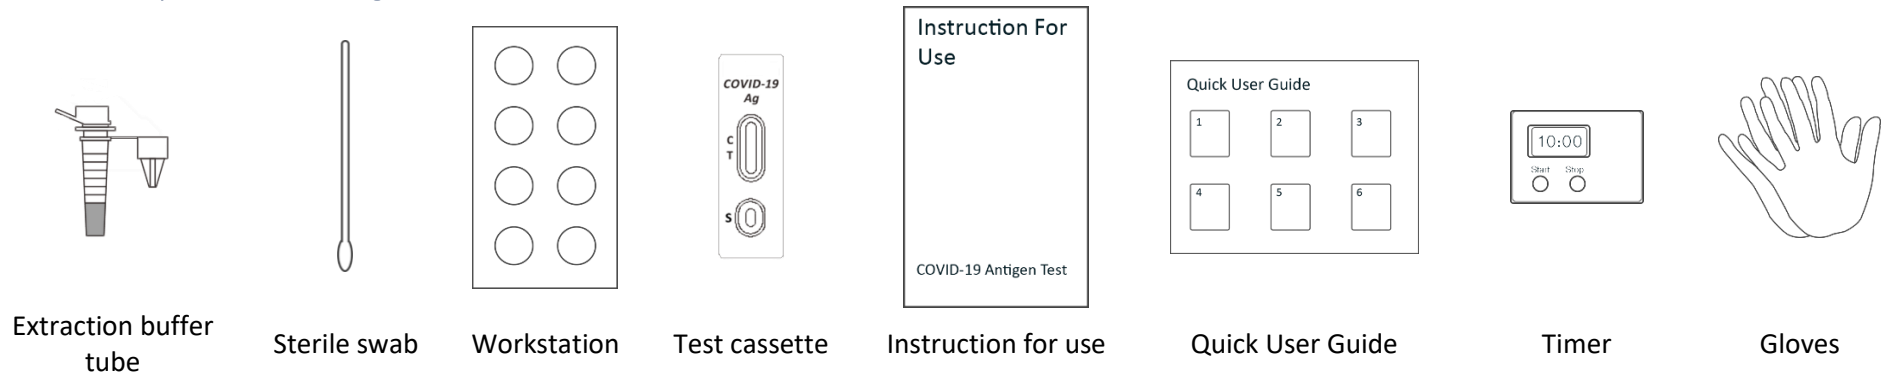 Instruction For
Use
COVID-19 Antigen Test
COVID-19
Ag
C
T
S
Quick User Guide
1
2
3
4
5
6
10:00
Start
Stop
Extraction buffer
tube
Sterile swab
Workstation
Test cassette
Instruction for use
Quick User Guide
Timer
Gloves